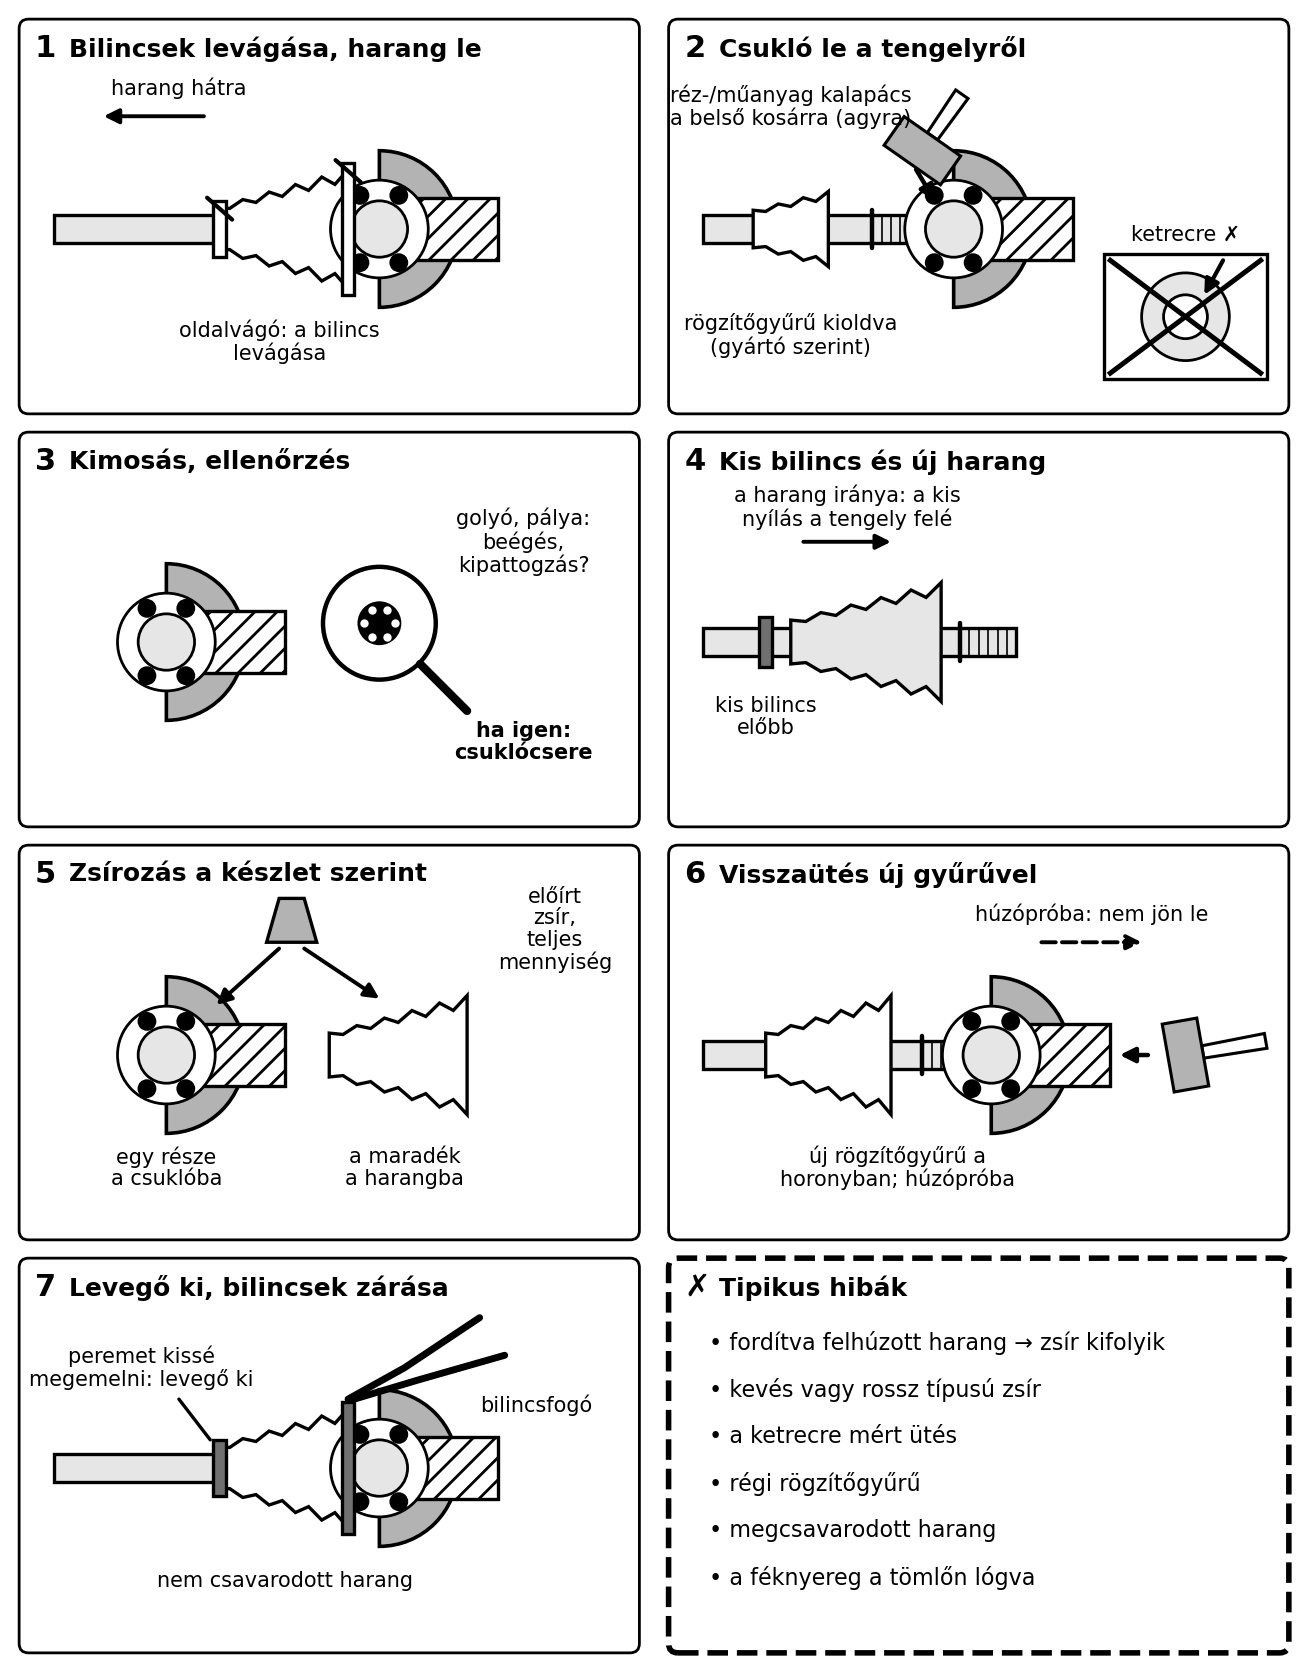 1 Bilincsek levágása, harang le
harang hátra
oldalvágó: a bilincs
levágása
2 Csukló le a tengelyről
réz-/műanyag kalapács
a belső kosárra (agyra)
ketrecre ✗
rögzítőgyűrű kioldva
(gyártó szerint)
3 Kimosás, ellenőrzés
golyó, pálya:
beégés,
kipattogzás?
ha igen:
csuklócsere
4 Kis bilincs és új harang
a harang iránya: a kis
nyílás a tengely felé
kis bilincs
előbb
5 Zsírozás a készlet szerint
előírt
zsír,
teljes
mennyiség
egy része
a csuklóba
a maradék
a harangba
6 Visszaütés új gyűrűvel
húzópróba: nem jön le
új rögzítőgyűrű a
horonyban; húzópróba
7 Levegő ki, bilincsek zárása
peremet kissé
megemelni: levegő ki
bilincsfogó
nem csavarodott harang
✗ Tipikus hibák
• fordítva felhúzott harang → zsír kifolyik
• kevés vagy rossz típusú zsír
• a ketrecre mért ütés
• régi rögzítőgyűrű
• megcsavarodott harang
• a féknyereg a tömlőn lógva